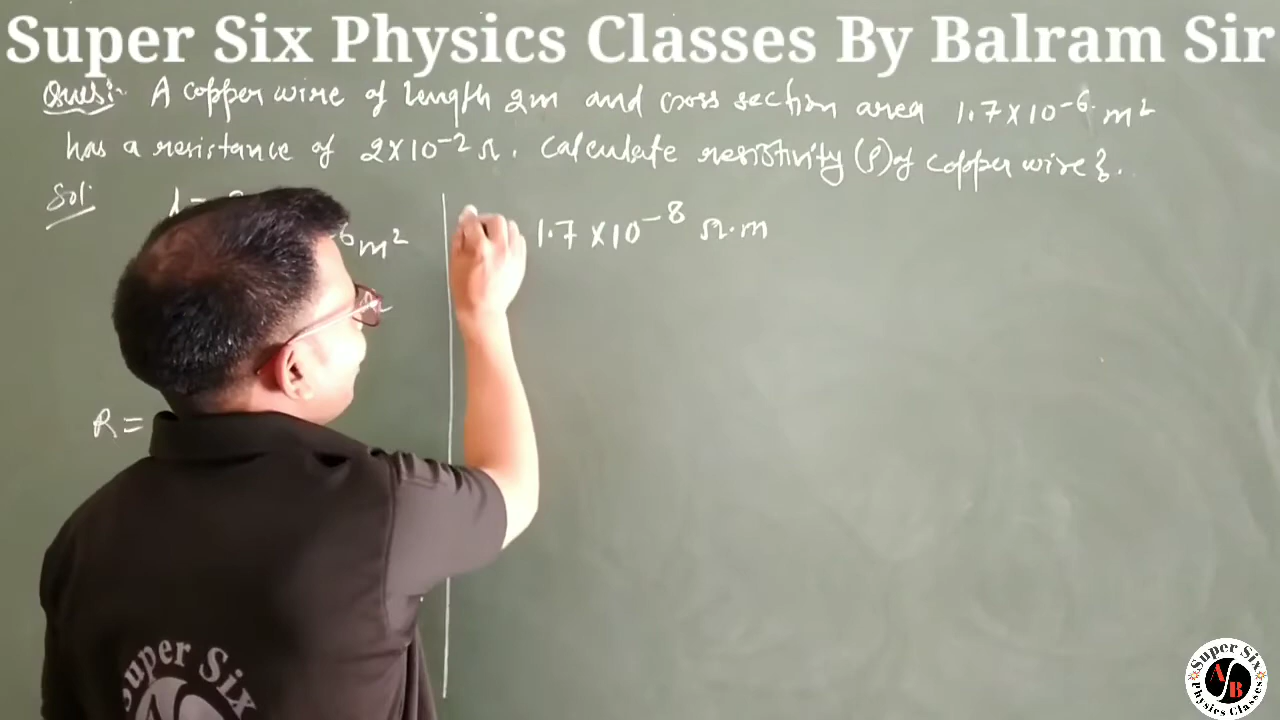 Super Six Physics Classes By Balram Sir
Ques:- A copper wire of length 2m and cross section area 1.7×10⁻⁶ m²
has a resistance of 2×10⁻² Ω. Calculate resistivity (ρ) of copper wire }.
Sol:
l =
⁻⁶ m²
R =
1.7 × 10⁻⁸ Ω.m
Super Six
Super Six
Physics Classes